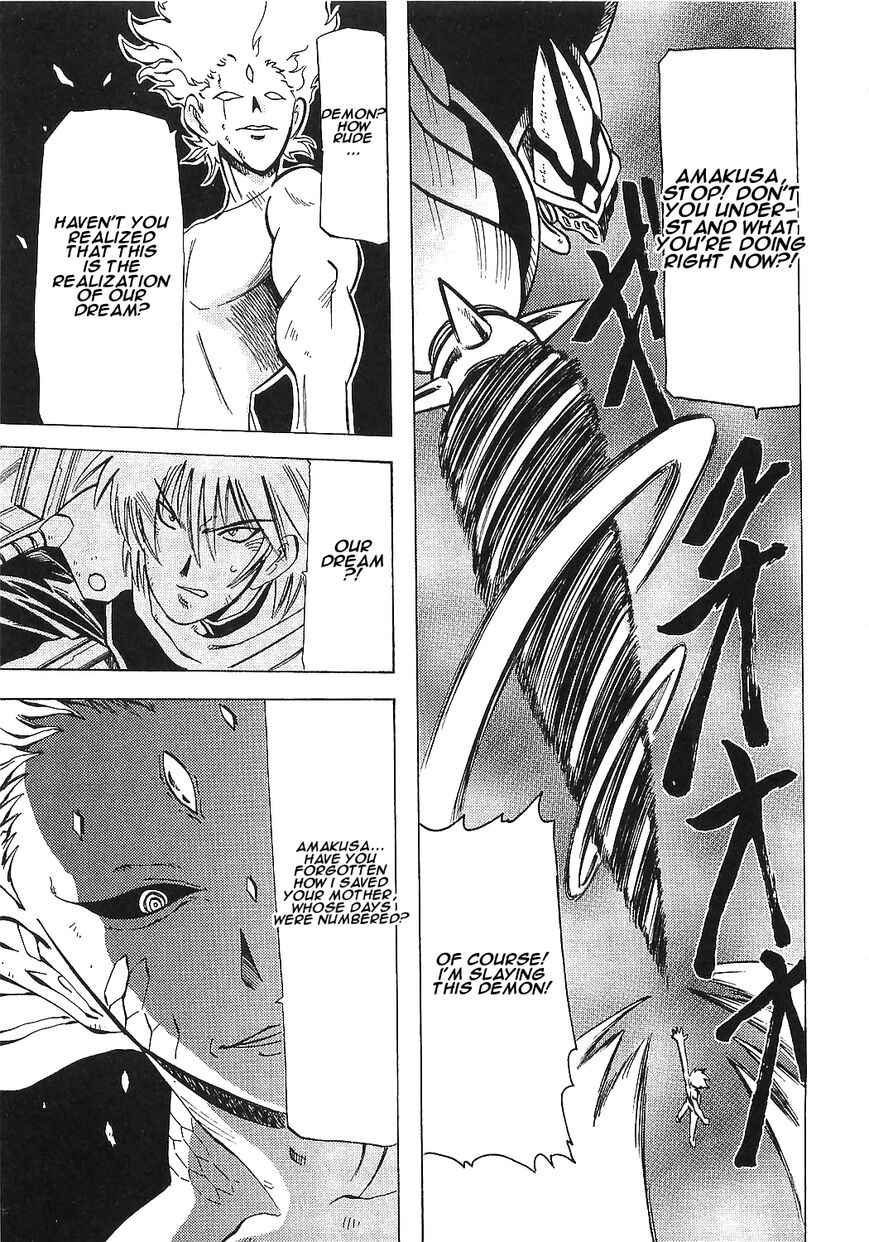 AMAKUSA,
STOP! DON'T
YOU UNDER-
STAND WHAT
YOU'RE DOING
RIGHT NOW?!
オ
オ
オ
OF COURSE!
I'M SLAYING
THIS DEMON!
DEMON?
HOW
RUDE
...
HAVEN'T YOU
REALIZED
THAT THIS
IS THE
REALIZATION
OF OUR
DREAM?
OUR
DREAM
?!
AMAKUSA...
HAVE YOU
FORGOTTEN
HOW I SAVED
YOUR MOTHER,
WHOSE DAYS
WERE NUMBERED?